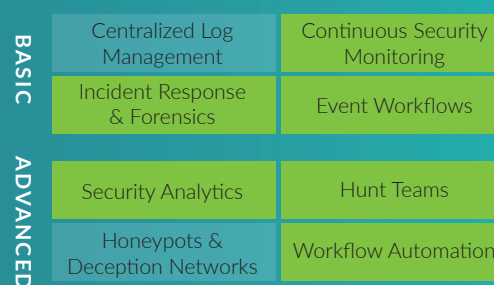 BASIC
Centralized Log
Management
Continuous Security
Monitoring
Incident Response
& Forensics
Event Workflows
ADVANCED
Security Analytics
Hunt Teams
Honeypots &
Deception Networks
Workflow Automation